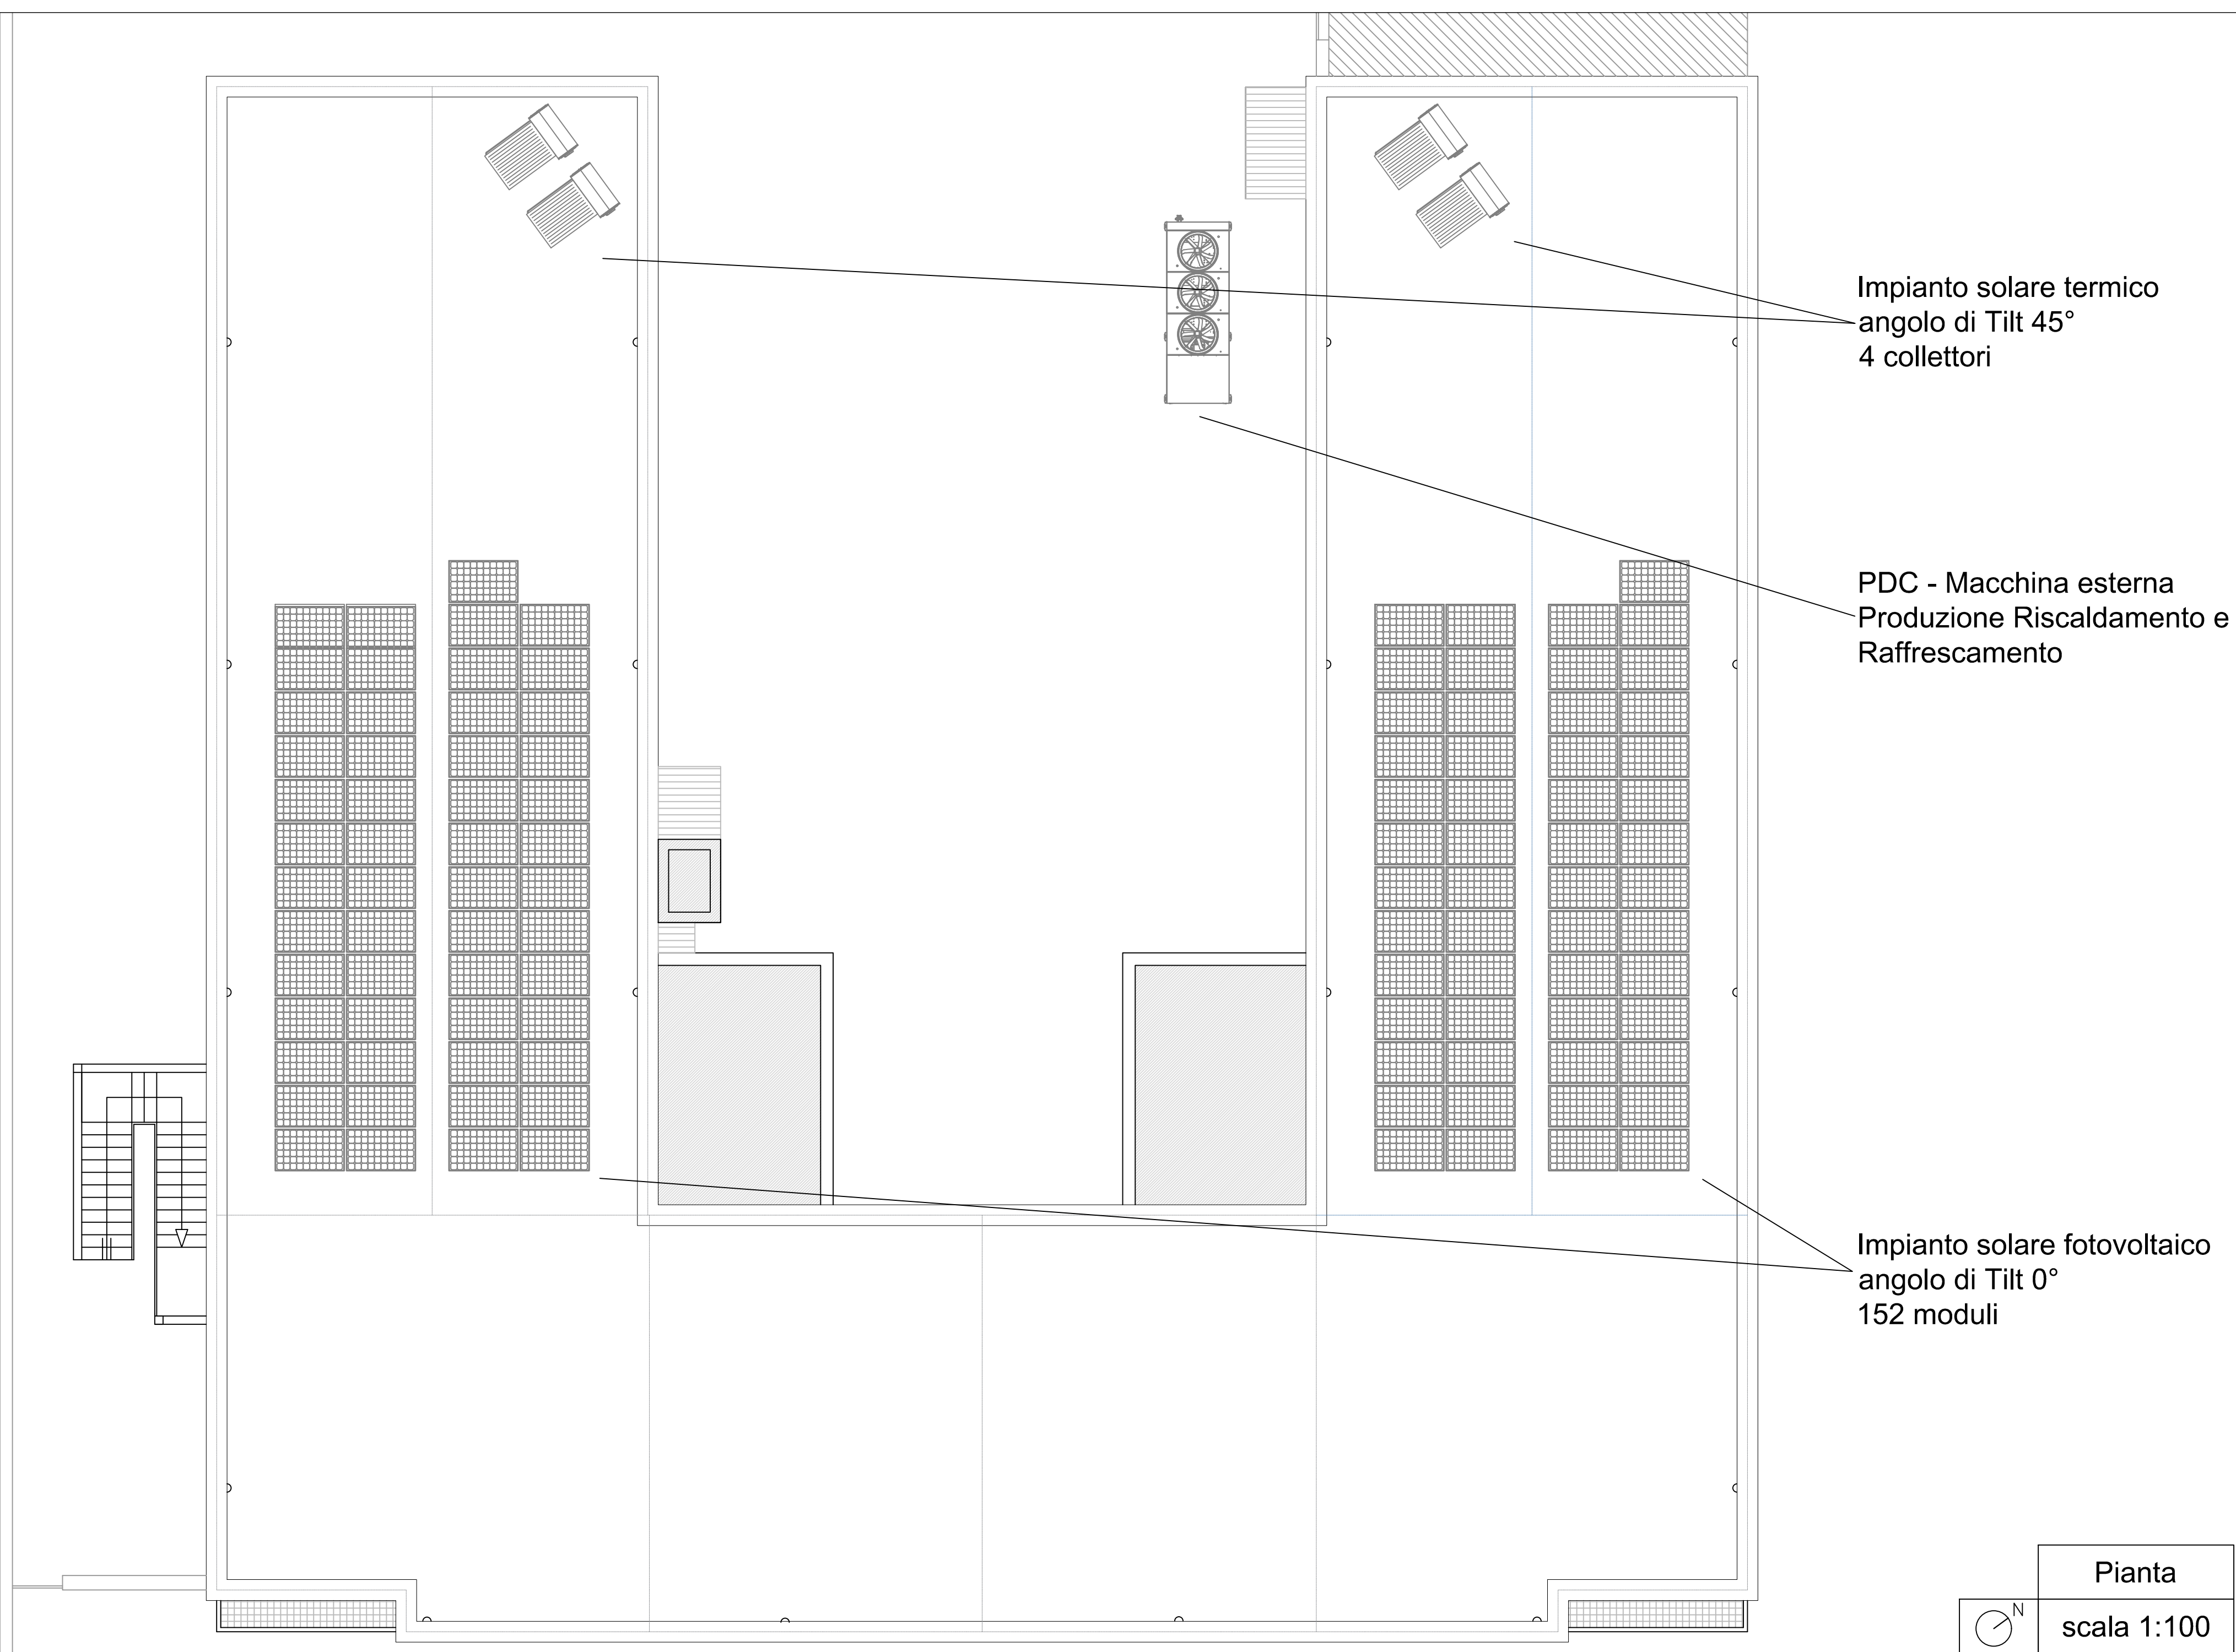 Impianto solare termico
angolo di Tilt 45°
4 collettori
PDC - Macchina esterna
Produzione Riscaldamento e
Raffrescamento
Impianto solare fotovoltaico
angolo di Tilt 0°
152 moduli
Pianta
N
scala 1:100